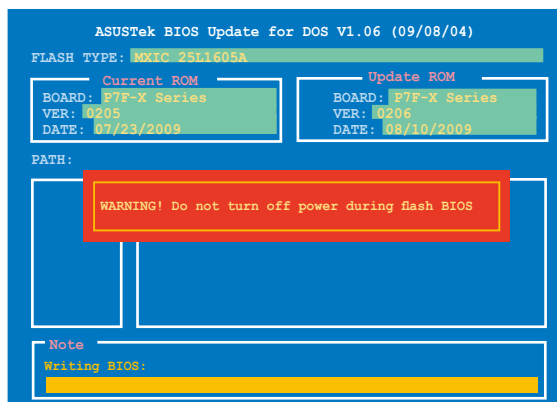 ASUSTek BIOS Update for DOS V1.06 (09/08/04)
FLASH TYPE: MXIC 25L1605A
Current ROM
BOARD: P7F-X Series
VER: 0205
DATE: 07/23/2009
Update ROM
BOARD: P7F-X Series
VER: 0206
DATE: 08/10/2009
PATH:
WARNING! Do not turn off power during flash BIOS
Note
Writing BIOS: